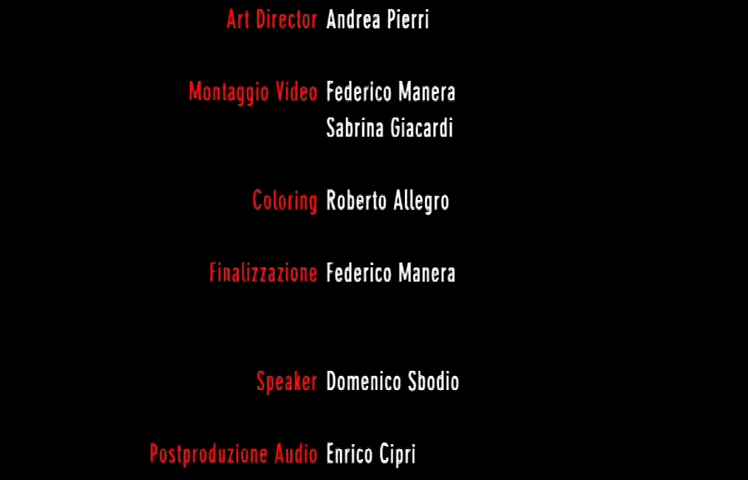 Art Director Andrea Pierri
Montaggio Video Federico Manera
Sabrina Giacardi
Coloring Roberto Allegro
Finalizzazione Federico Manera
Speaker Domenico Sbodio
Postproduzione Audio Enrico Cipri